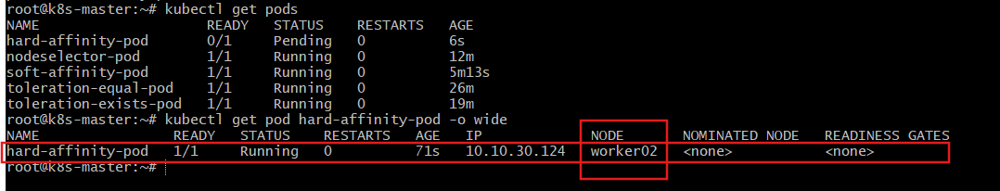 root@k8s-master:~# kubectl get pods
NAME READY STATUS RESTARTS AGE
hard-affinity-pod 0/1 Pending 0 6s
nodeselector-pod 1/1 Running 0 12m
soft-affinity-pod 1/1 Running 0 5m13s
toleration-equal-pod 1/1 Running 0 26m
toleration-exists-pod 1/1 Running 0 19m
root@k8s-master:~# kubectl get pod hard-affinity-pod -o wide
NAME READY STATUS RESTARTS AGE IP NODE NOMINATED NODE READINESS GATES
hard-affinity-pod 1/1 Running 0 71s 10.10.30.124 worker02 <none> <none>
root@k8s-master:~#